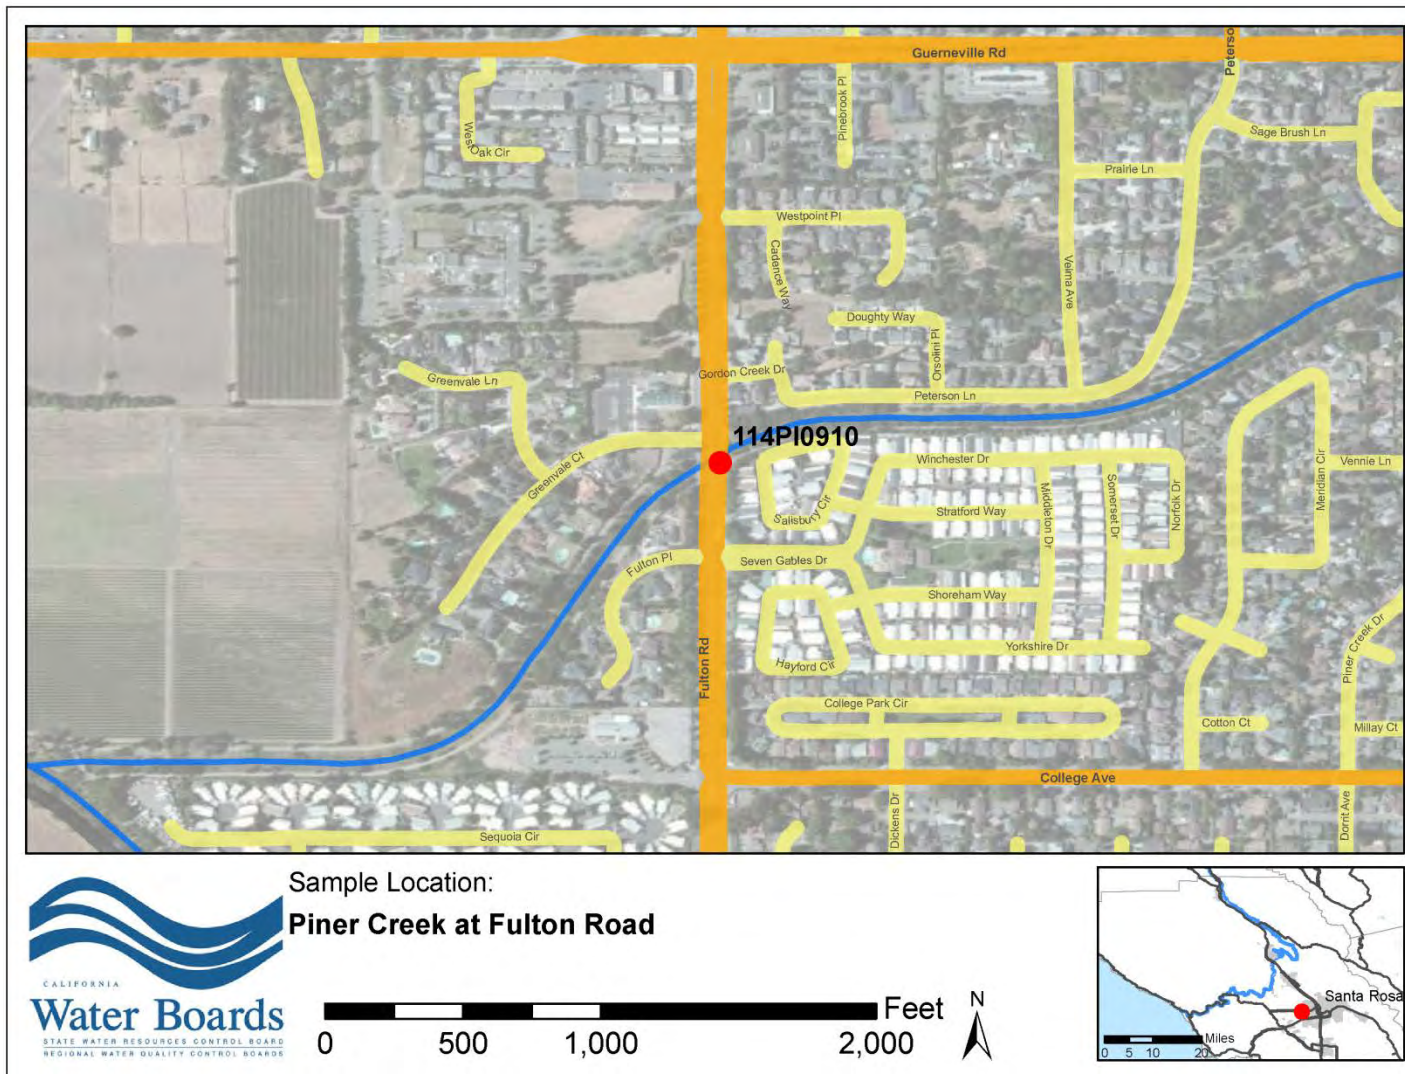 Guerneville Rd
Peterso
Pinebrook Pl
West Oak Cir
Sage Brush Ln
Prairie Ln
Westpoint Pl
Cadence Way
Velma Ave
Doughty Way
Orsolini Pl
Gordon Creek Dr
Greenvale Ln
Peterson Ln
114PI0910
Greenvale Ct
Winchester Dr
Vennie Ln
Meridian Cir
Salisbury Cir
Stratford Way
Middleton Dr
Somerset Dr
Norfolk Dr
Fulton Pl
Seven Gables Dr
Shoreham Way
Yorkshire Dr
Hayford Cir
Piner Creek Dr
Fulton Rd
College Park Cir
Cotton Ct
Millay Ct
College Ave
Dickens Dr
Dorrit Ave
Sequoia Cir
Sample Location:
Piner Creek at Fulton Road
CALIFORNIA
Water Boards
STATE WATER RESOURCES CONTROL BOARD
REGIONAL WATER QUALITY CONTROL BOARDS
Feet
0 500 1,000 2,000
N
Santa Rosa
Miles
0 5 10 20